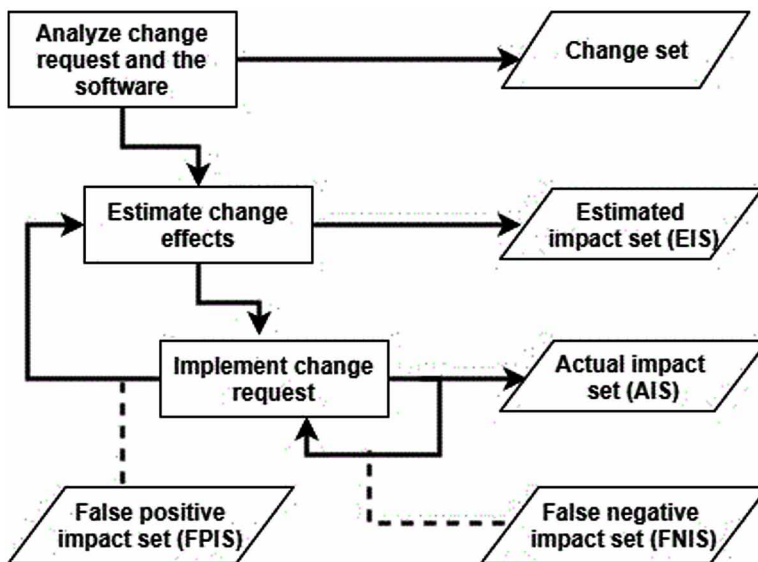 Analyze change
request and the
software
Change set
Estimate change
effects
Estimated
impact set (EIS)
Implement change
request
Actual impact
set (AIS)
False positive
impact set (FPIS)
False negative
impact set (FNIS)